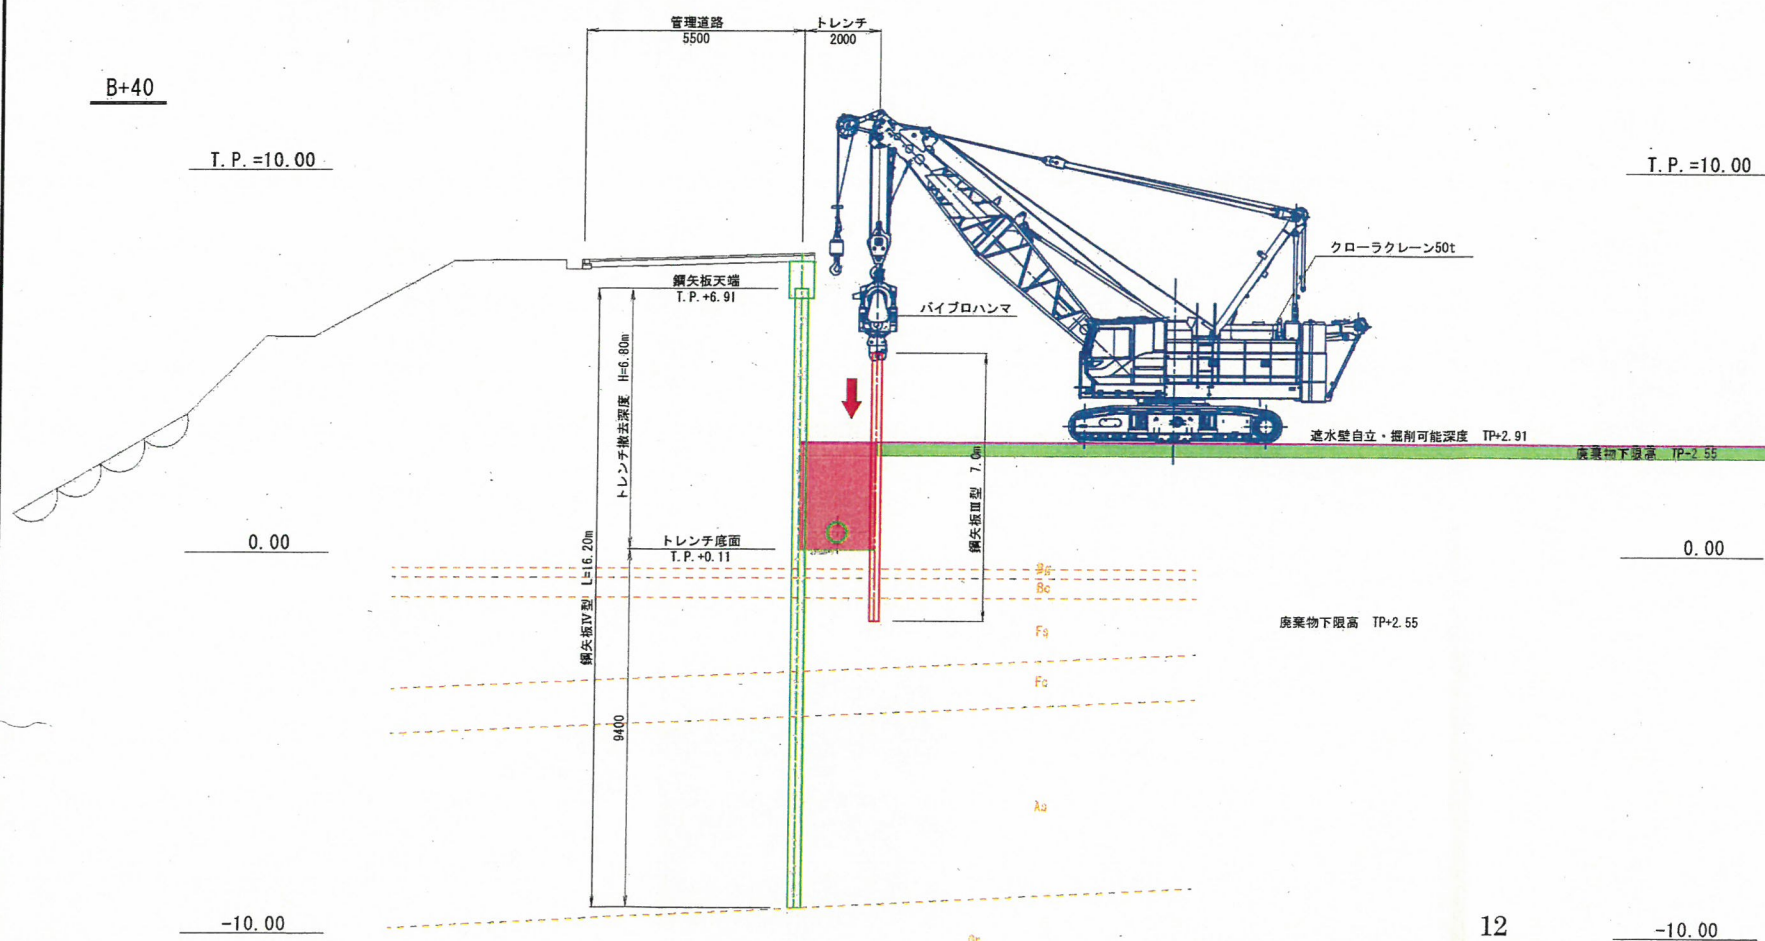 管理道路
トレンチ
5500
2000
B+40
T.P.=10.00
T.P.=10.00
クローラクレーン50t
鋼矢板天端
T.P.+6.91
バイブロハンマ
トレンチ撤去深度 H=6.80m
遮水壁自立・掘削可能深度 TP+2.91
廃棄物下限高 TP+2.55
鋼矢板III型 7.0m
0.00
トレンチ底面
T.P.+0.11
0.00
鋼矢板IV型 L=16.20m
Bc
廃棄物下限高 TP+2.55
Fs
Fc
9400
As
-10.00
12
-10.00